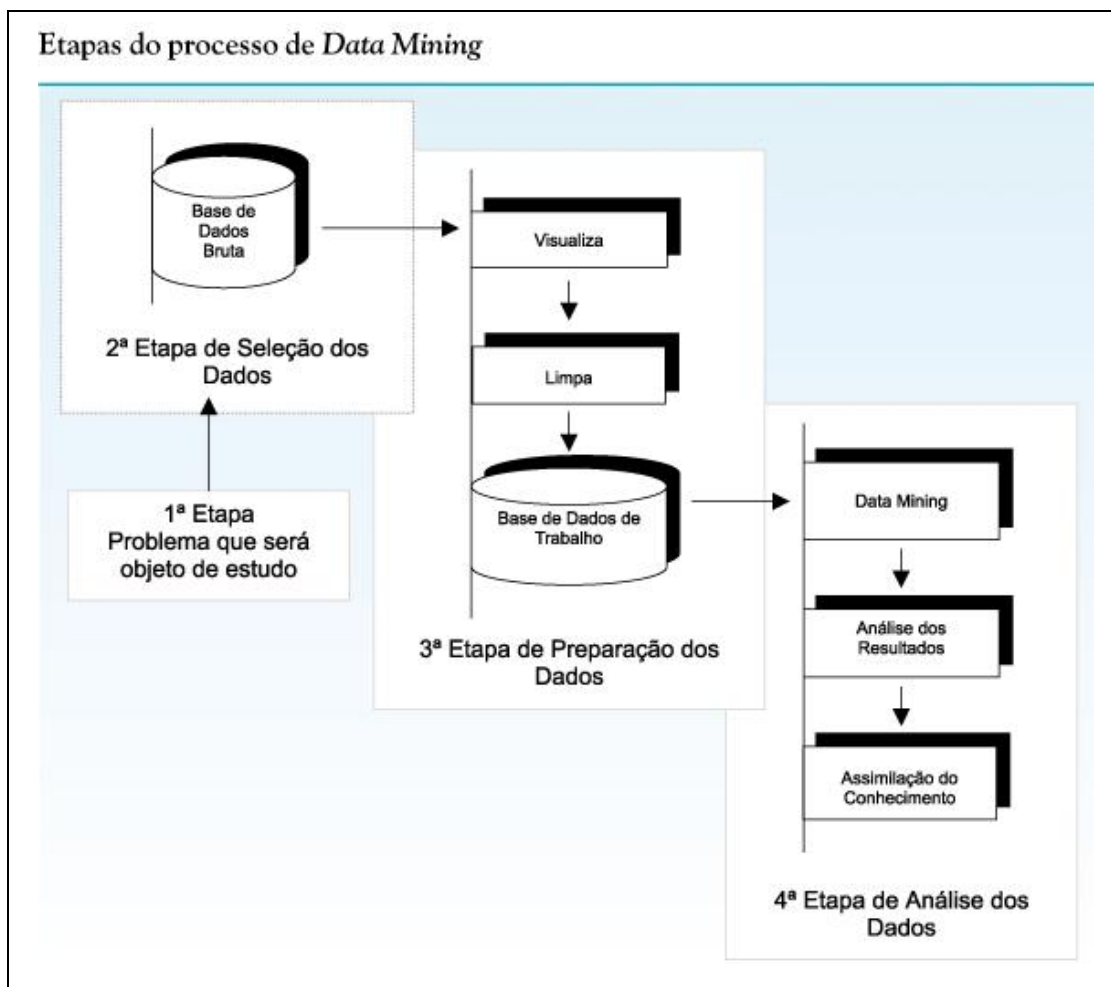 Etapas do processo de Data Mining
Base de
Dados
Bruta
2ª Etapa de Seleção dos
Dados
1ª Etapa
Problema que será
objeto de estudo
Visualiza
Limpa
Base de Dados de
Trabalho
3ª Etapa de Preparação dos
Dados
Data Mining
Análise dos
Resultados
Assimilação do
Conhecimento
4ª Etapa de Análise dos
Dados